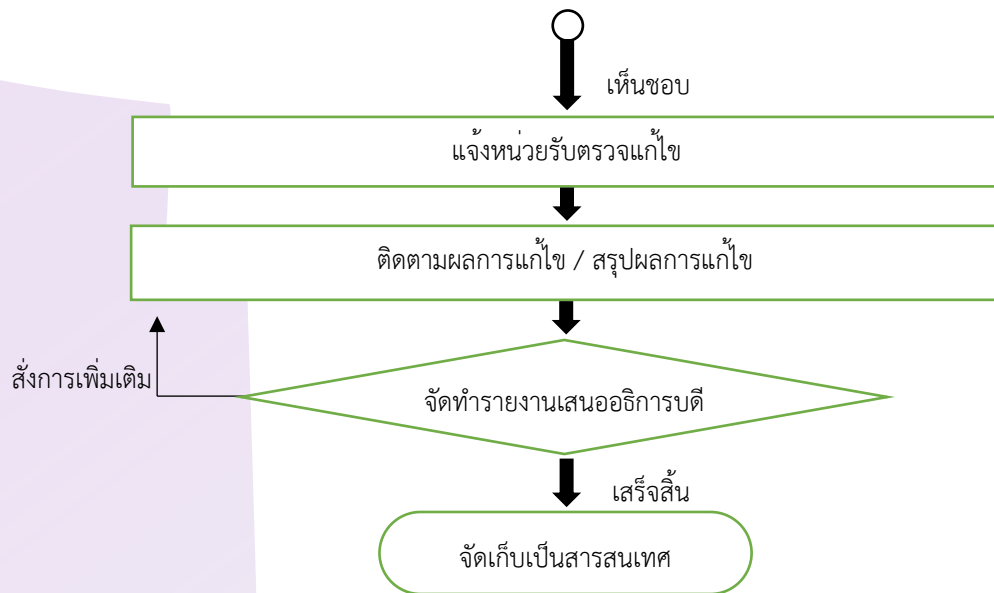 เห็นชอบ
แจ้งหน่วยรับตรวจแก้ไข
ติดตามผลการแก้ไข / สรุปผลการแก้ไข
สั่งการเพิ่มเติม
จัดทำรายงานเสนออธิการบดี
เสร็จสิ้น
จัดเก็บเป็นสารสนเทศ